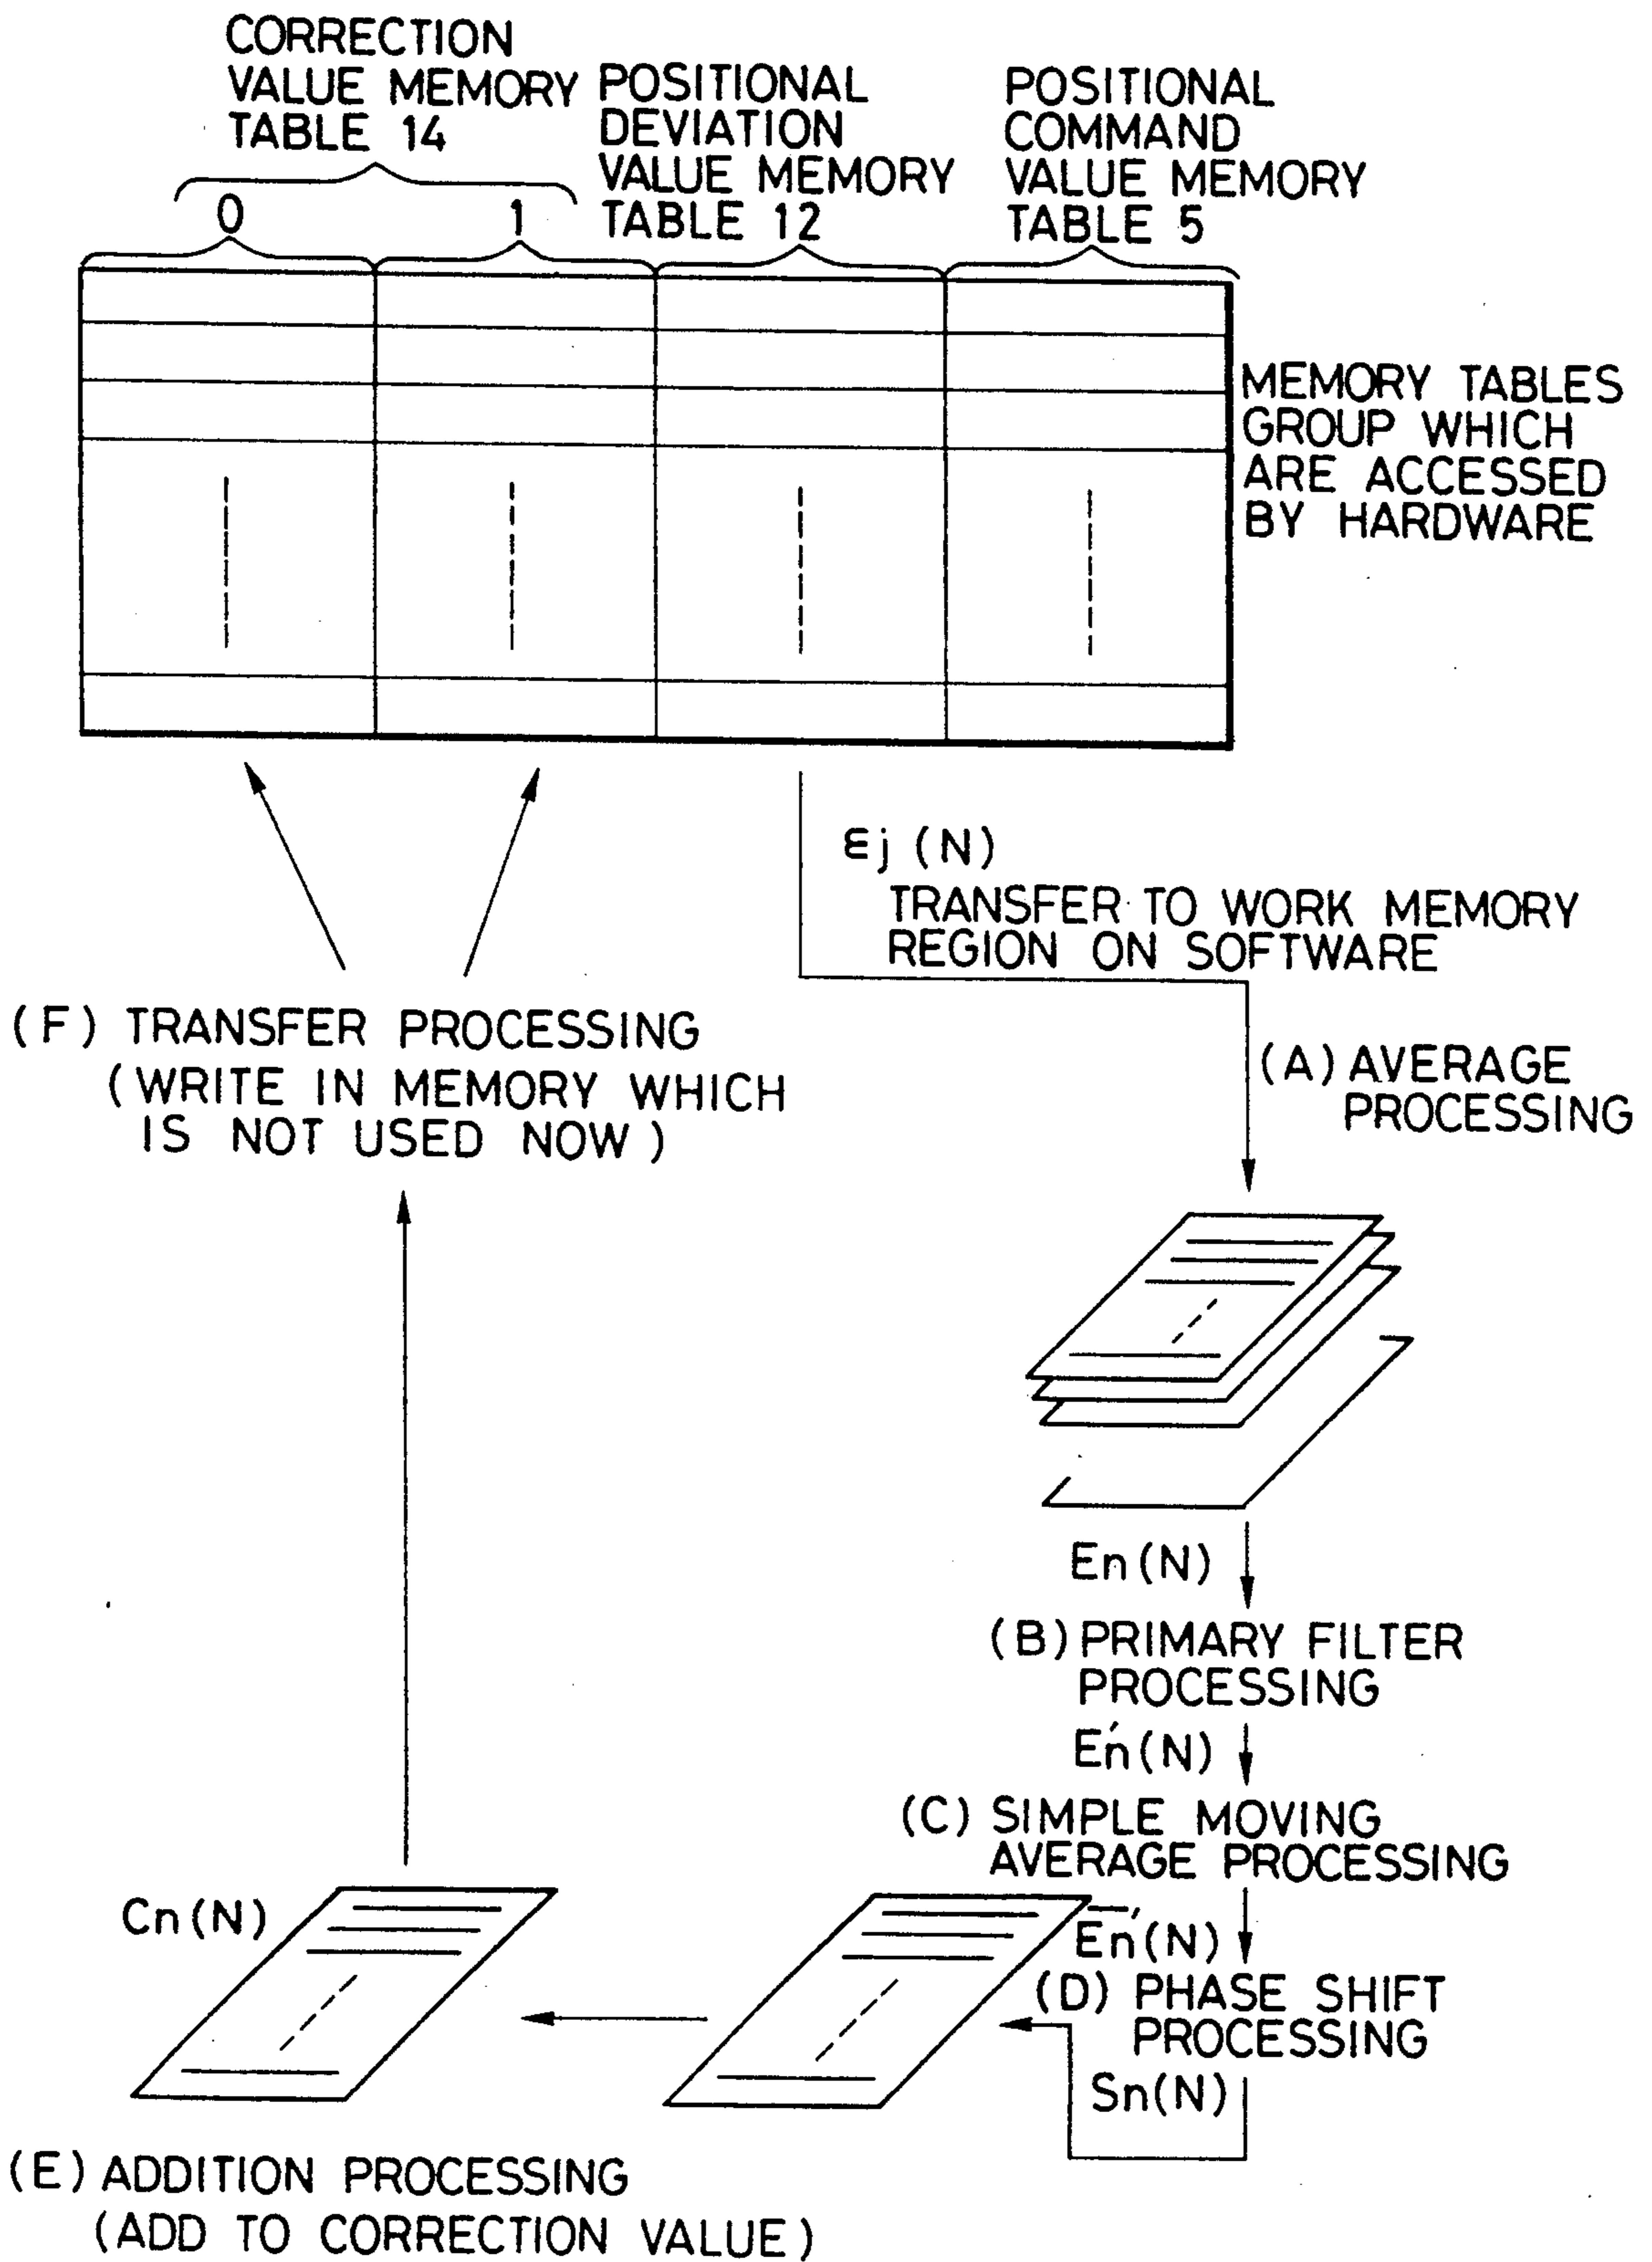 CORRECTION
VALUE MEMORY
TABLE 14
0
1
POSITIONAL
DEVIATION
VALUE MEMORY
TABLE 12
POSITIONAL
COMMAND
VALUE MEMORY
TABLE 5
MEMORY TABLES
GROUP WHICH
ARE ACCESSED
BY HARDWARE
εj (N)
TRANSFER TO WORK MEMORY
REGION ON SOFTWARE
(F) TRANSFER PROCESSING
(WRITE IN MEMORY WHICH
IS NOT USED NOW)
(A) AVERAGE
PROCESSING
En(N)
(B) PRIMARY FILTER
PROCESSING
En′(N)
(C) SIMPLE MOVING
AVERAGE PROCESSING
Cn(N)
E̅n′(N)
(D) PHASE SHIFT
PROCESSING
Sn(N)
(E) ADDITION PROCESSING
(ADD TO CORRECTION VALUE)